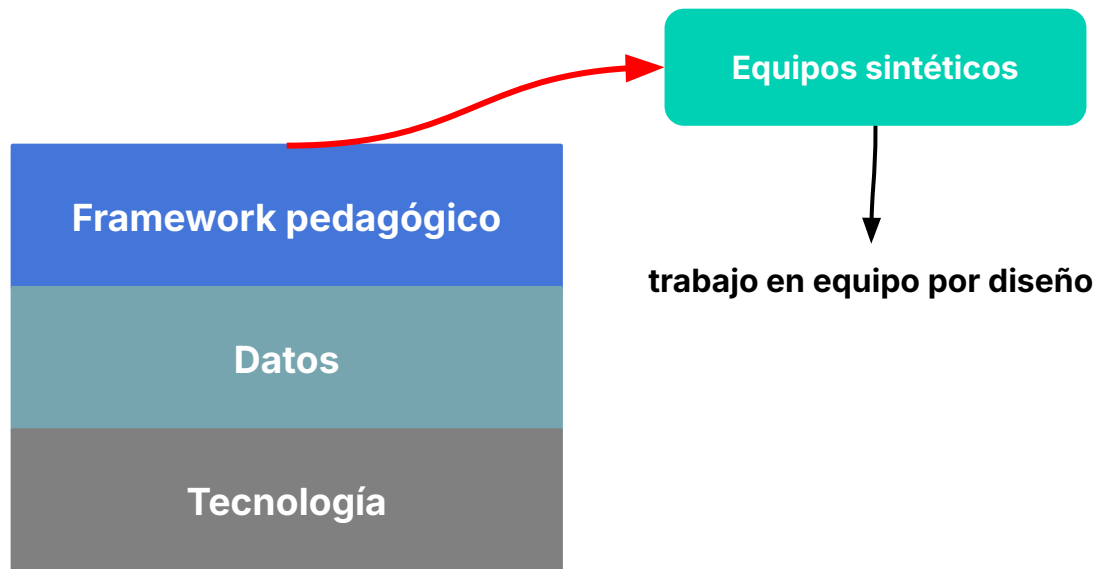 Equipos sintéticos
Framework pedagógico
trabajo en equipo por diseño
Datos
Tecnología